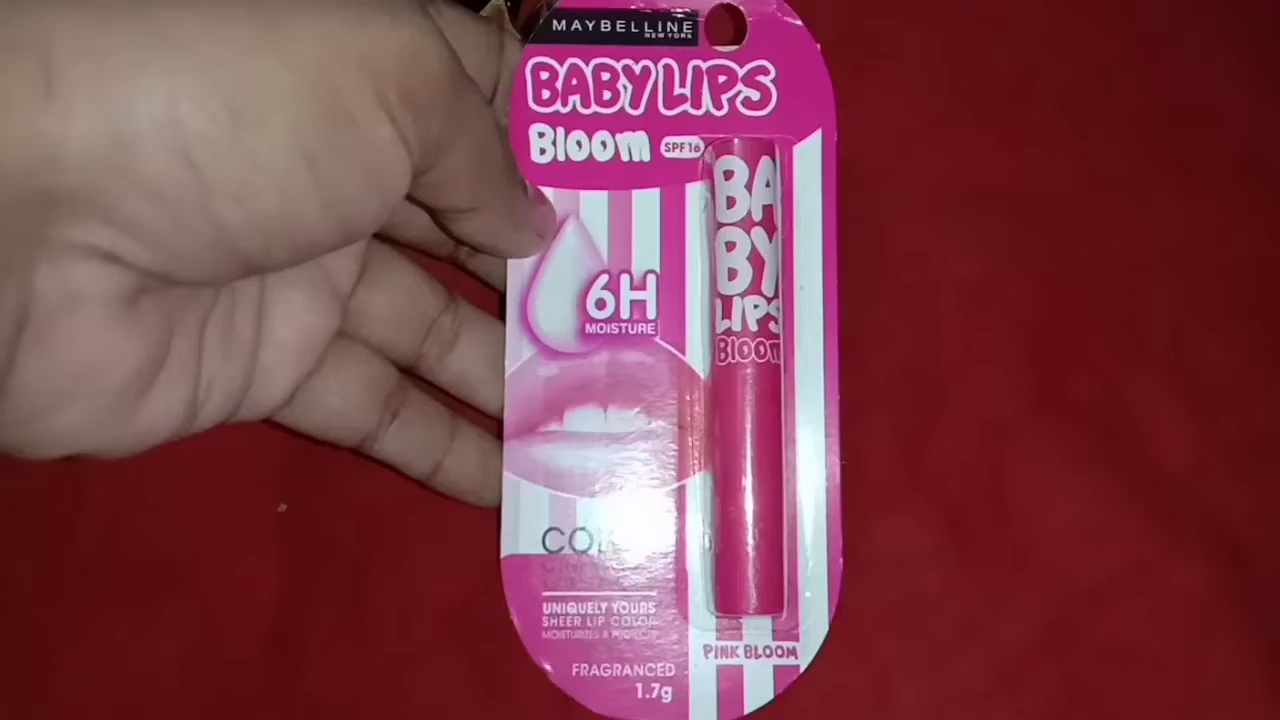 MAYBELLINE
NEW YORK
BABY LIPS
Bloom SPF16
6H
MOISTURE
UNIQUELY YOURS
SHEER LIP COLOR
MOISTURIZES & PROTECTS
FRAGRANCED
1.7g
BA
BY
LIPS
Bloom
PINK BLOOM